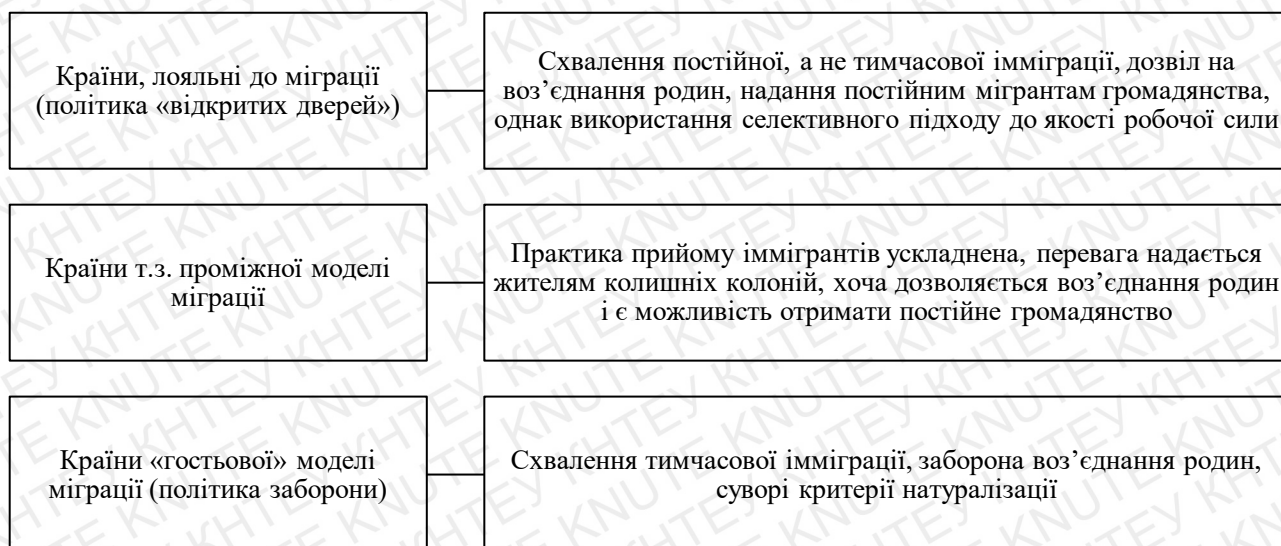 Країни, лояльні до міграції
(політика «відкритих дверей»)
Схвалення постійної, а не тимчасової імміграції, дозвіл на
воз’єднання родин, надання постійним мігрантам громадянства,
однак використання селективного підходу до якості робочої сили
Країни т.з. проміжної моделі
міграції
Практика прийому іммігрантів ускладнена, перевага надається
жителям колишніх колоній, хоча дозволяється воз’єднання родин
і є можливість отримати постійне громадянство
Країни «гостьової» моделі
міграції (політика заборони)
Схвалення тимчасової імміграції, заборона воз’єднання родин,
суворі критерії натуралізації